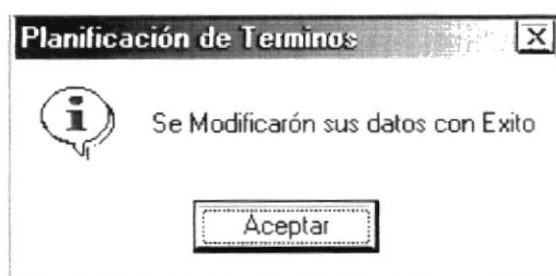 Planificación de Terminos
Se Modificarón sus datos con Exito
Aceptar